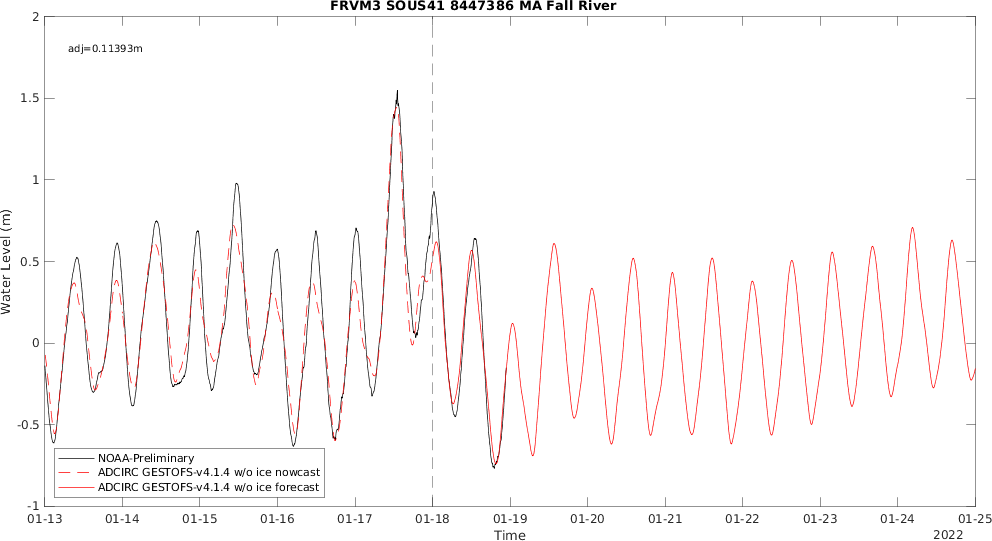 FRVM3 SOUS41 8447386 MA Fall River
adj=0.11393m
Water Level (m)
2
1.5
1
0.5
0
-0.5
-1
NOAA-Preliminary
ADCIRC GESTOFS-v4.1.4 w/o ice nowcast
ADCIRC GESTOFS-v4.1.4 w/o ice forecast
01-13 01-14 01-15 01-16 01-17 01-18 01-19 01-20 01-21 01-22 01-23 01-24 01-25
Time
2022